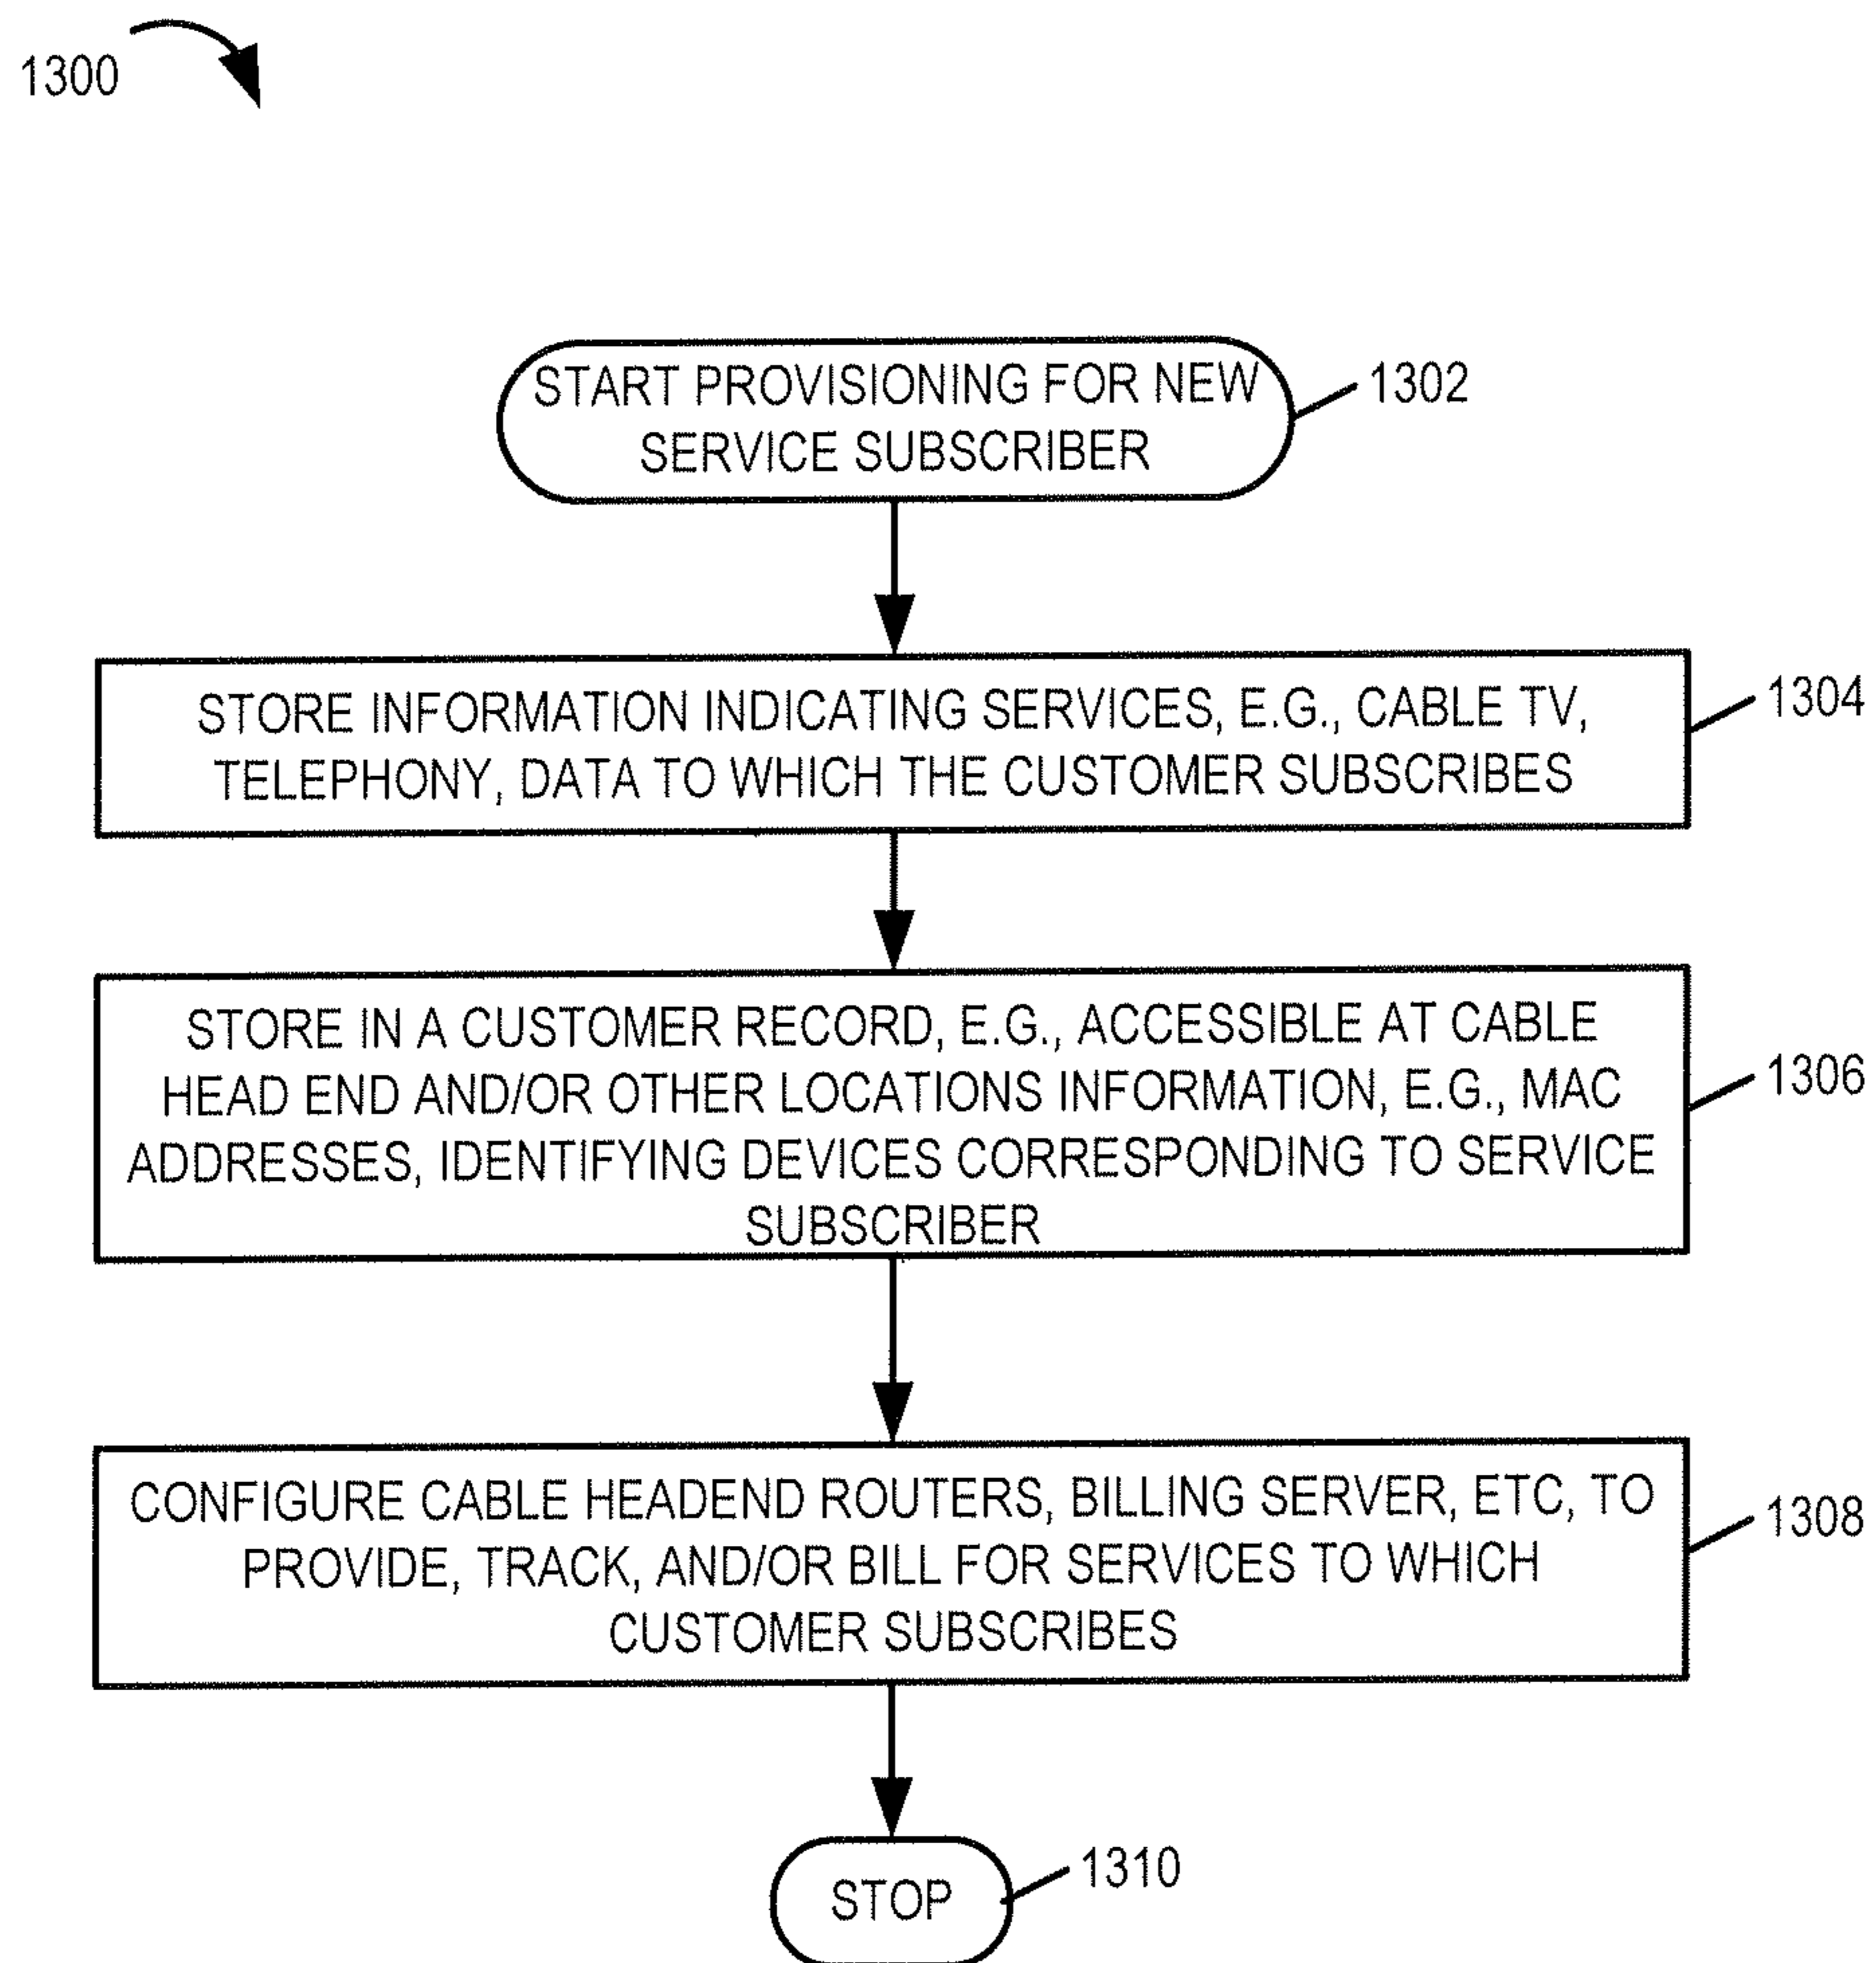 1300
START PROVISIONING FOR NEW
SERVICE SUBSCRIBER
1302
STORE INFORMATION INDICATING SERVICES, E.G., CABLE TV,
TELEPHONY, DATA TO WHICH THE CUSTOMER SUBSCRIBES
1304
STORE IN A CUSTOMER RECORD, E.G., ACCESSIBLE AT CABLE
HEAD END AND/OR OTHER LOCATIONS INFORMATION, E.G., MAC
ADDRESSES, IDENTIFYING DEVICES CORRESPONDING TO SERVICE
SUBSCRIBER
1306
CONFIGURE CABLE HEADEND ROUTERS, BILLING SERVER, ETC, TO
PROVIDE, TRACK, AND/OR BILL FOR SERVICES TO WHICH
CUSTOMER SUBSCRIBES
1308
STOP
1310